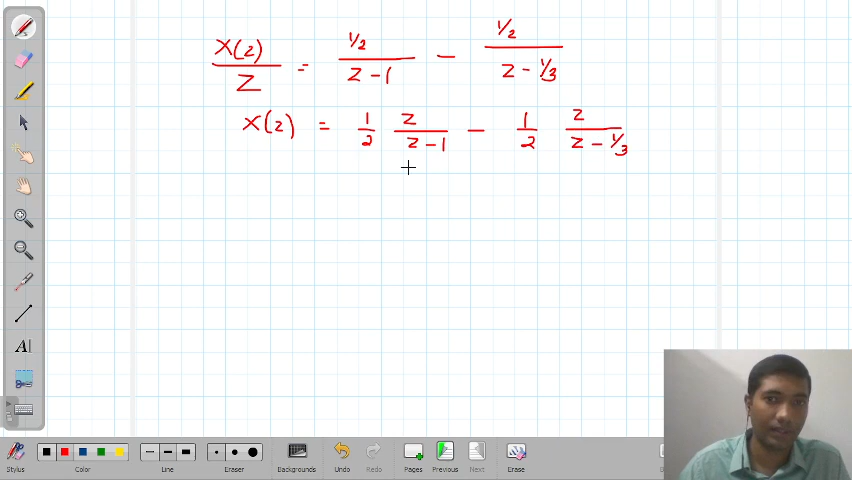 X(z)/z = 1/2/(z-1) - 1/2/(z-1/3)
X(z) = 1/2 z/(z-1) - 1/2 z/(z-1/3)
A|
Stylus Color Line Eraser Backgrounds Undo Redo Pages Previous Next Erase